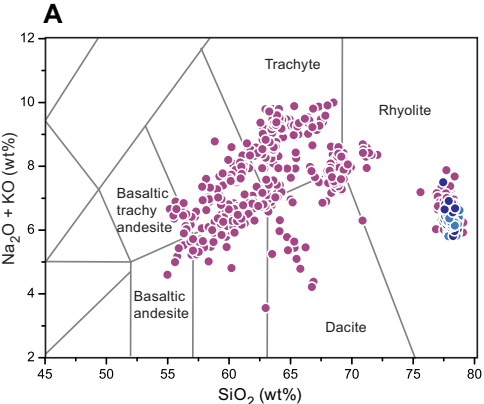 A
12
10
8
6
4
2
Na2O + KO (wt%)
Trachyte
Rhyolite
Basaltic
trachy
andesite
Basaltic
andesite
Dacite
45 50 55 60 65 70 75 80
SiO2 (wt%)